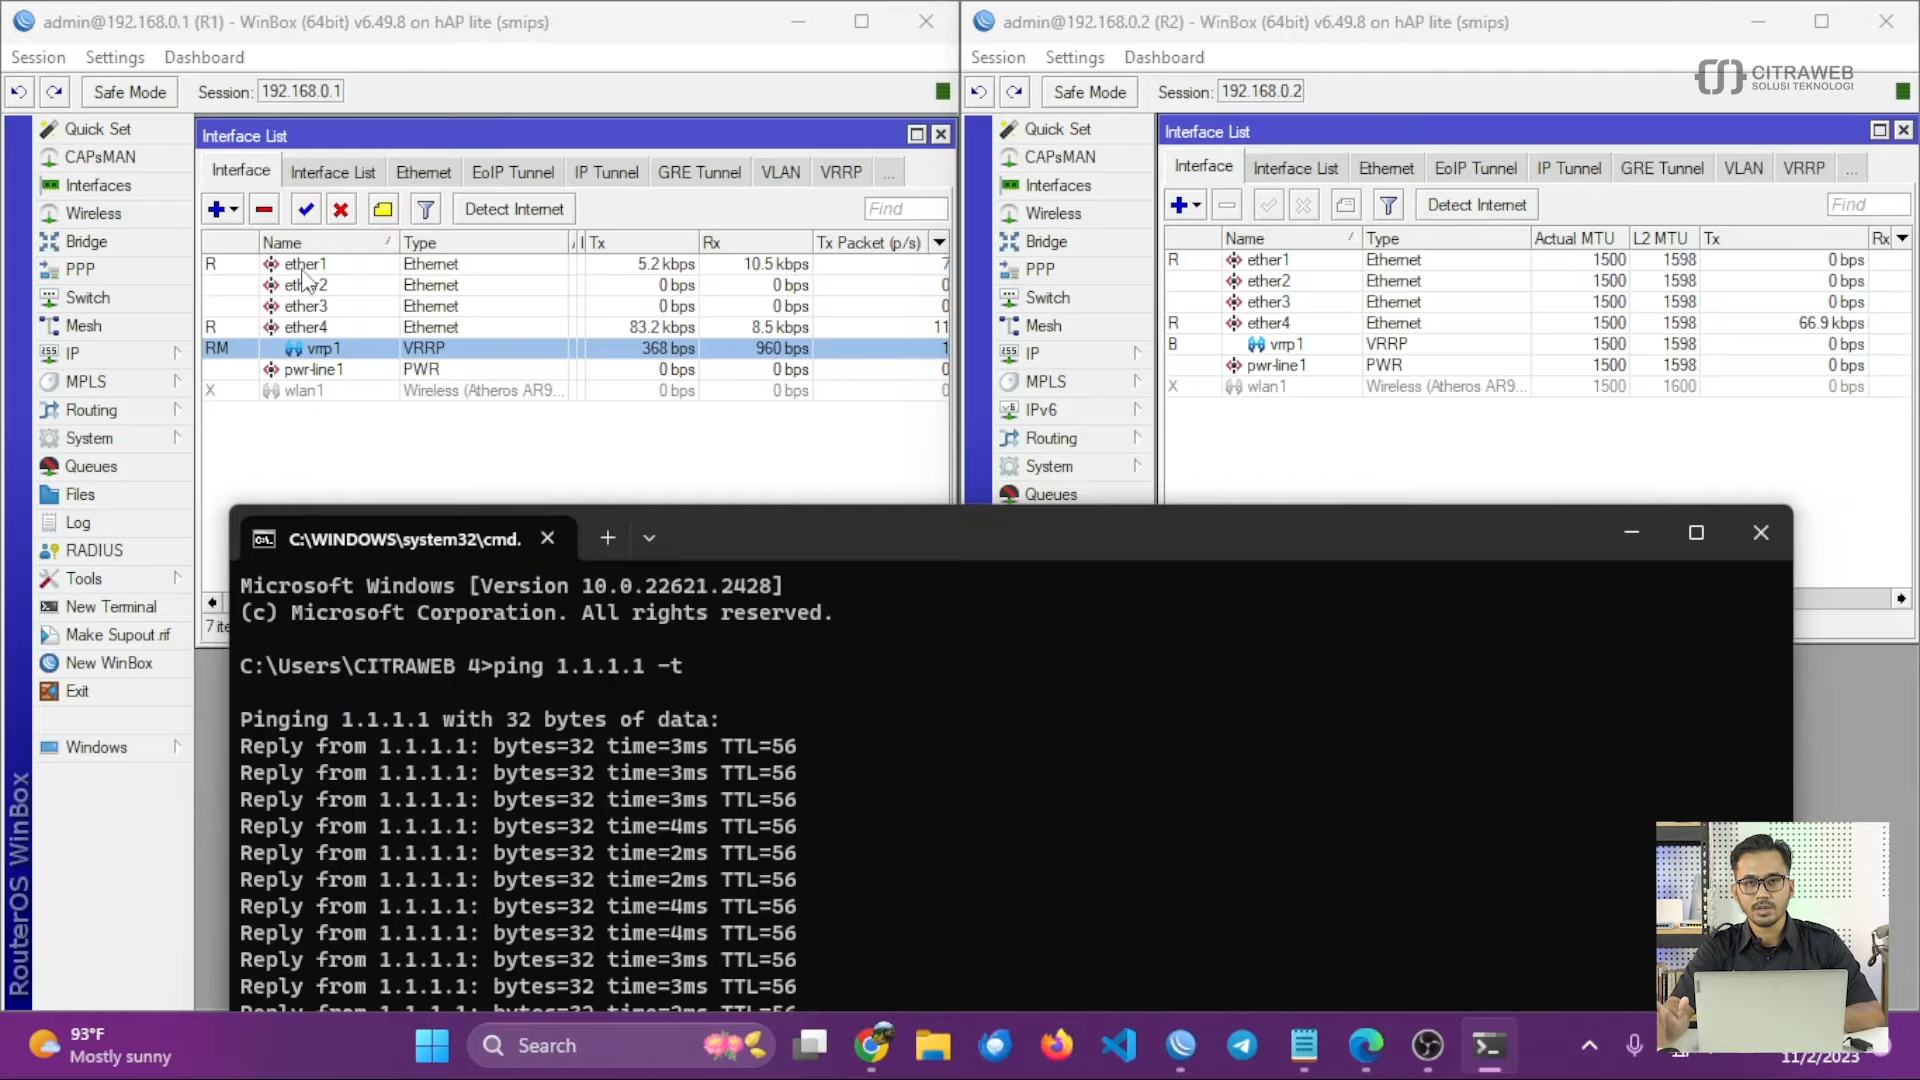 admin@192.168.0.1 (R1) - WinBox (64bit) v6.49.8 on hAP lite (smips)
Session Settings Dashboard
Safe Mode Session: 192.168.0.1
Quick Set
CAPsMAN
Interfaces
Wireless
Bridge
PPP
Switch
Mesh
IP
MPLS
Routing
System
Queues
Files
Log
RADIUS
Tools
New Terminal
Make Supout.rif
New WinBox
Exit
Windows
RouterOS WinBox
Interface List
Interface Interface List Ethernet EoIP Tunnel IP Tunnel GRE Tunnel VLAN VRRP ...
Detect Internet Find
Name Type Tx Rx Tx Packet (p/s)
R ether1 Ethernet 5.2 kbps 10.5 kbps 7
Ethernet 0 bps 0 bps 0
ether3 Ethernet 0 bps 0 bps 0
R ether4 Ethernet 83.2 kbps 8.5 kbps 11
RM vrrp1 VRRP 368 bps 960 bps 1
pwr-line1 PWR 0 bps 0 bps 0
X wlan1 Wireless (Atheros AR9... 0 bps 0 bps 0
admin@192.168.0.2 (R2) - WinBox (64bit) v6.49.8 on hAP lite (smips)
Session Settings Dashboard
Safe Mode Session: 192.168.0.2
CITRAWEB
SOLUSI TEKNOLOGI
Quick Set
CAPsMAN
Interfaces
Wireless
Bridge
PPP
Switch
Mesh
IP
MPLS
IPv6
Routing
System
Queues
Interface List
Interface Interface List Ethernet EoIP Tunnel IP Tunnel GRE Tunnel VLAN VRRP ...
Detect Internet Find
Name Type Actual MTU L2 MTU Tx Rx
R ether1 Ethernet 1500 1598 0 bps
ether2 Ethernet 1500 1598 0 bps
ether3 Ethernet 1500 1598 0 bps
R ether4 Ethernet 1500 1598 66.9 kbps
B vrrp1 VRRP 1500 1598 0 bps
pwr-line1 PWR 1500 1598 0 bps
X wlan1 Wireless (Atheros AR9... 1500 1600 0 bps
C:\WINDOWS\system32\cmd.
Microsoft Windows [Version 10.0.22621.2428]
(c) Microsoft Corporation. All rights reserved.
C:\Users\CITRAWEB 4>ping 1.1.1.1 -t
Pinging 1.1.1.1 with 32 bytes of data:
Reply from 1.1.1.1: bytes=32 time=3ms TTL=56
Reply from 1.1.1.1: bytes=32 time=3ms TTL=56
Reply from 1.1.1.1: bytes=32 time=3ms TTL=56
Reply from 1.1.1.1: bytes=32 time=4ms TTL=56
Reply from 1.1.1.1: bytes=32 time=2ms TTL=56
Reply from 1.1.1.1: bytes=32 time=2ms TTL=56
Reply from 1.1.1.1: bytes=32 time=4ms TTL=56
Reply from 1.1.1.1: bytes=32 time=4ms TTL=56
Reply from 1.1.1.1: bytes=32 time=3ms TTL=56
Reply from 1.1.1.1: bytes=32 time=3ms TTL=56
93°F
Mostly sunny
Search
11/2/2023